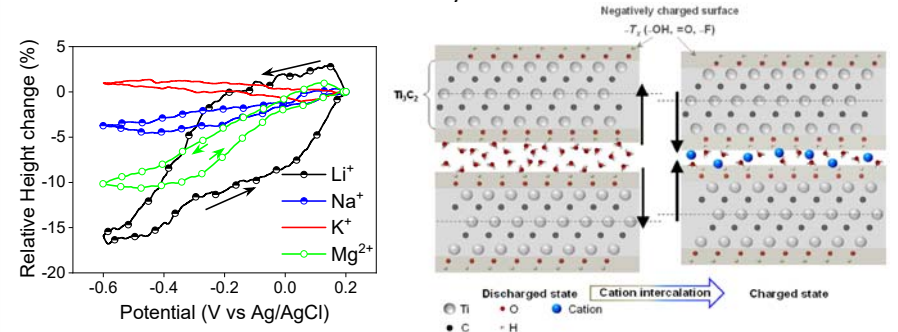 Relative Height change (%)
5
0
-5
-10
-15
-20
-0.6
-0.4
-0.2
0.0
0.2
Potential (V vs Ag/AgCl)
Li⁺
Na⁺
K⁺
Mg²⁺
Negatively charged surface
-Tₓ (-OH, =O, -F)
Ti₃C₂
Discharged state
Cation intercalation
Charged state
Ti
O
Cation
C
H